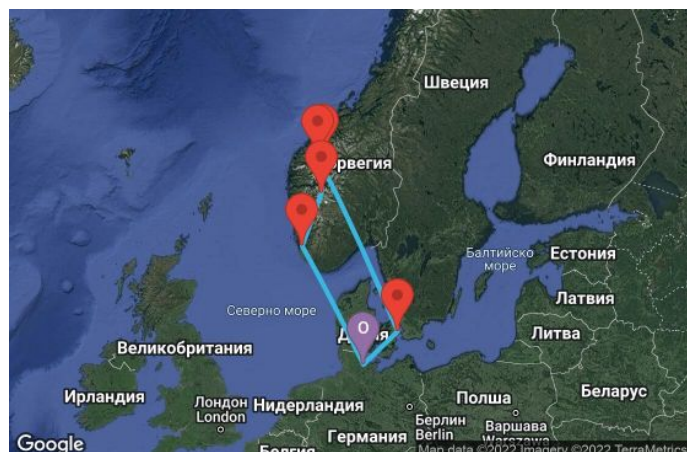 Швеция
орвегия
Финландия
Балтийско
море
Естония
Северно море
Латвия
О
Литва
Великобритания
Ирландия
Лондон
London
Нидерландия
Полша
Беларус
Берлин
Berlin
Варшава
Германия
Google
Map data ©2022 Imagery ©2022 TerraMetrics